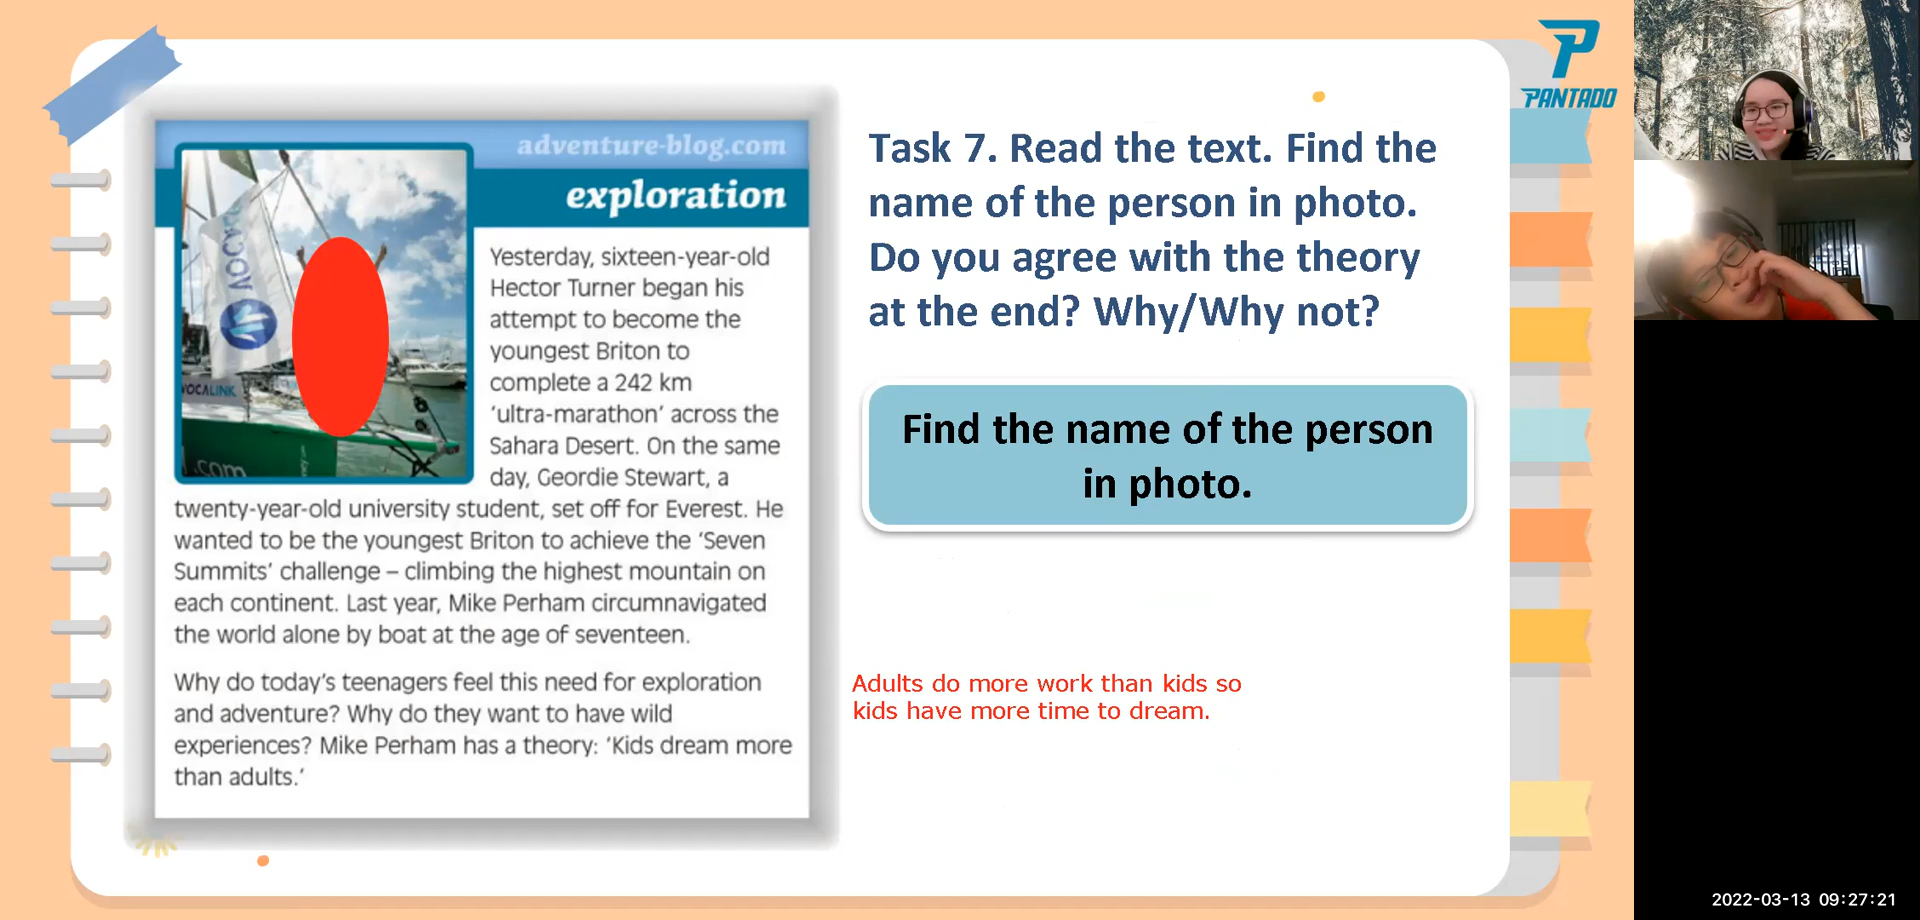 adventure-blog.com
exploration
VOCALINK
.com
Yesterday, sixteen-year-old
Hector Turner began his
attempt to become the
youngest Briton to
complete a 242 km
‘ultra-marathon’ across the
Sahara Desert. On the same
day, Geordie Stewart, a
twenty-year-old university student, set off for Everest. He
wanted to be the youngest Briton to achieve the ‘Seven
Summits’ challenge – climbing the highest mountain on
each continent. Last year, Mike Perham circumnavigated
the world alone by boat at the age of seventeen.
Why do today’s teenagers feel this need for exploration
and adventure? Why do they want to have wild
experiences? Mike Perham has a theory: ‘Kids dream more
than adults.’
Task 7. Read the text. Find the
name of the person in photo.
Do you agree with the theory
at the end? Why/Why not?
Find the name of the person
in photo.
Adults do more work than kids so
kids have more time to dream.
PANTADO
2022-03-13 09:27:21